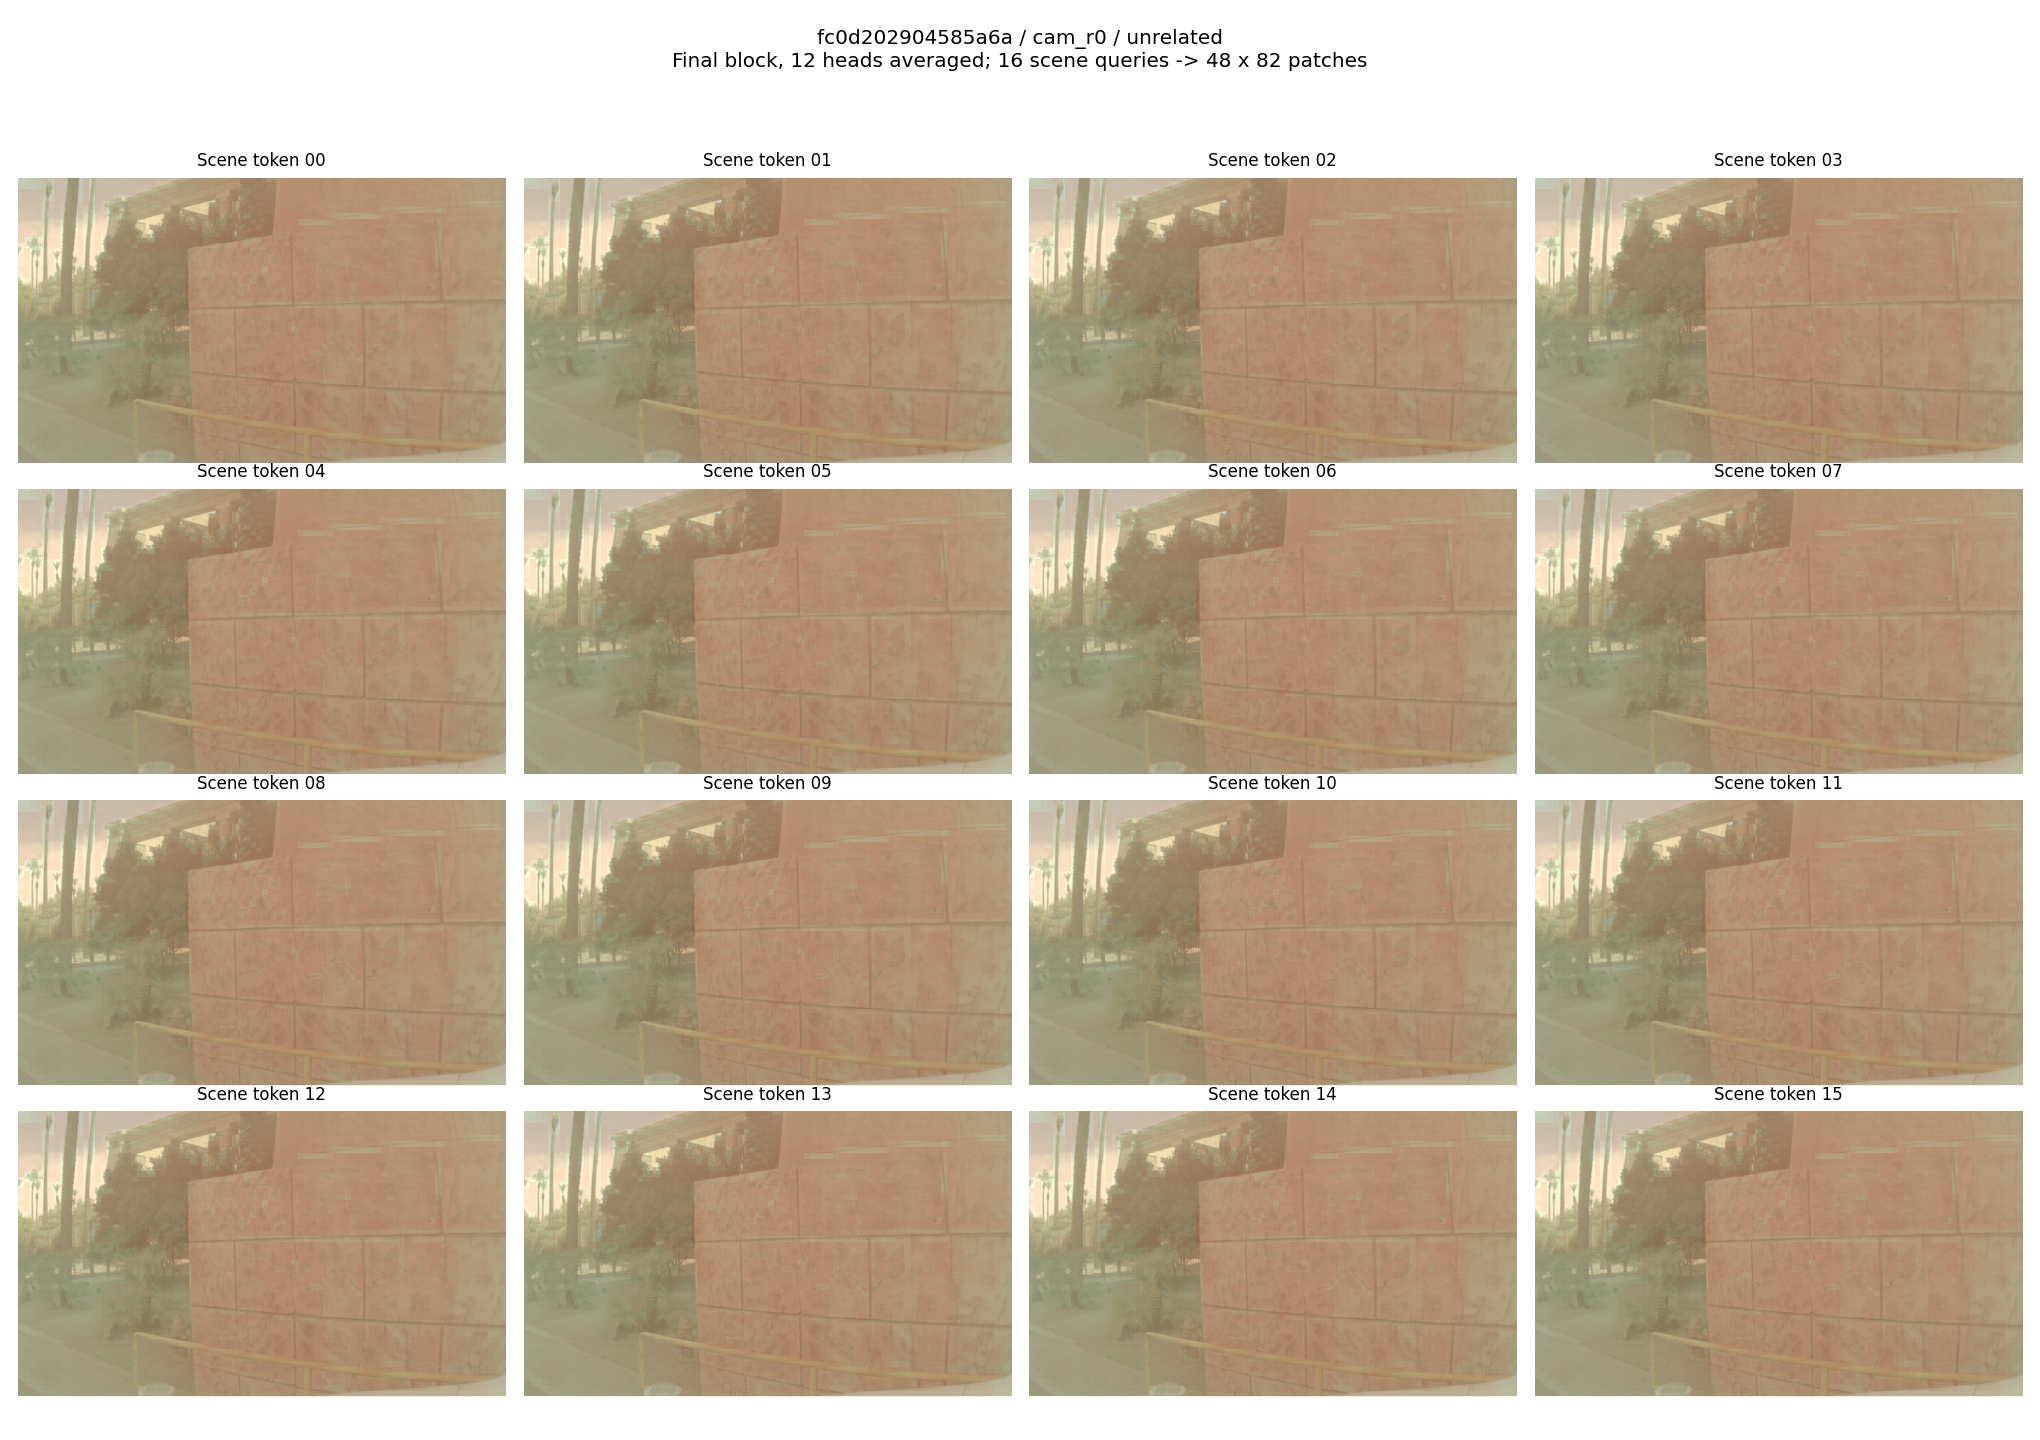 fc0d202904585a6a / cam_r0 / unrelated
Final block, 12 heads averaged; 16 scene queries -> 48 x 82 patches
Scene token 00
Scene token 01
Scene token 02
Scene token 03
Scene token 04
Scene token 05
Scene token 06
Scene token 07
Scene token 08
Scene token 09
Scene token 10
Scene token 11
Scene token 12
Scene token 13
Scene token 14
Scene token 15